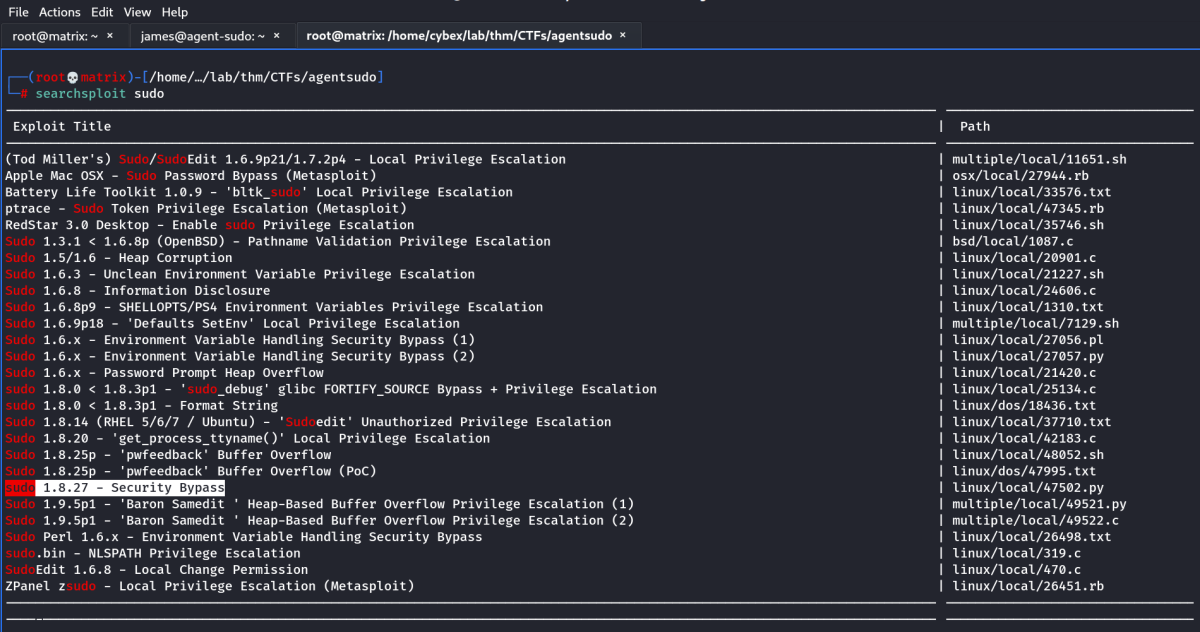 File Actions Edit View Help
root@matrix: ~ × james@agent-sudo: ~ × root@matrix: /home/cybex/lab/thm/CTFs/agentsudo ×
┌──(root💀matrix)-[/home/…/lab/thm/CTFs/agentsudo]
└─# searchsploit sudo
Exploit Title | Path
(Tod Miller's) Sudo/SudoEdit 1.6.9p21/1.7.2p4 - Local Privilege Escalation | multiple/local/11651.sh
Apple Mac OSX - Sudo Password Bypass (Metasploit) | osx/local/27944.rb
Battery Life Toolkit 1.0.9 - 'bltk_sudo' Local Privilege Escalation | linux/local/33576.txt
ptrace - Sudo Token Privilege Escalation (Metasploit) | linux/local/47345.rb
RedStar 3.0 Desktop - Enable sudo Privilege Escalation | linux/local/35746.sh
Sudo 1.3.1 < 1.6.8p (OpenBSD) - Pathname Validation Privilege Escalation | bsd/local/1087.c
Sudo 1.5/1.6 - Heap Corruption | linux/local/20901.c
Sudo 1.6.3 - Unclean Environment Variable Privilege Escalation | linux/local/21227.sh
Sudo 1.6.8 - Information Disclosure | linux/local/24606.c
Sudo 1.6.8p9 - SHELLOPTS/PS4 Environment Variables Privilege Escalation | linux/local/1310.txt
Sudo 1.6.9p18 - 'Defaults SetEnv' Local Privilege Escalation | multiple/local/7129.sh
Sudo 1.6.x - Environment Variable Handling Security Bypass (1) | linux/local/27056.pl
Sudo 1.6.x - Environment Variable Handling Security Bypass (2) | linux/local/27057.py
Sudo 1.6.x - Password Prompt Heap Overflow | linux/local/21420.c
sudo 1.8.0 < 1.8.3p1 - 'sudo_debug' glibc FORTIFY_SOURCE Bypass + Privilege Escalation | linux/local/25134.c
sudo 1.8.0 < 1.8.3p1 - Format String | linux/dos/18436.txt
Sudo 1.8.14 (RHEL 5/6/7 / Ubuntu) - 'Sudoedit' Unauthorized Privilege Escalation | linux/local/37710.txt
Sudo 1.8.20 - 'get_process_ttyname()' Local Privilege Escalation | linux/local/42183.c
Sudo 1.8.25p - 'pwfeedback' Buffer Overflow | linux/local/48052.sh
Sudo 1.8.25p - 'pwfeedback' Buffer Overflow (PoC) | linux/dos/47995.txt
sudo 1.8.27 - Security Bypass | linux/local/47502.py
Sudo 1.9.5p1 - 'Baron Samedit ' Heap-Based Buffer Overflow Privilege Escalation (1) | multiple/local/49521.py
Sudo 1.9.5p1 - 'Baron Samedit ' Heap-Based Buffer Overflow Privilege Escalation (2) | multiple/local/49522.c
Sudo Perl 1.6.x - Environment Variable Handling Security Bypass | linux/local/26498.txt
sudo.bin - NLSPATH Privilege Escalation | linux/local/319.c
SudoEdit 1.6.8 - Local Change Permission | linux/local/470.c
ZPanel zsudo - Local Privilege Escalation (Metasploit) | linux/local/26451.rb